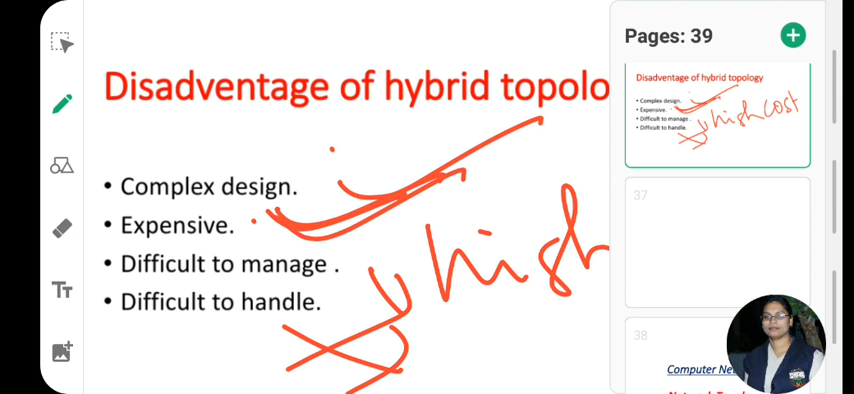 Disadventage of hybrid topolo
• Complex design.
• Expensive.
• Difficult to manage .
• Difficult to handle.
high
Tт
Pages: 39
Disadventage of hybrid topology
• Complex design.
• Expensive.
• Difficult to manage .
• Difficult to handle.
high cost
37
38
Computer Ne